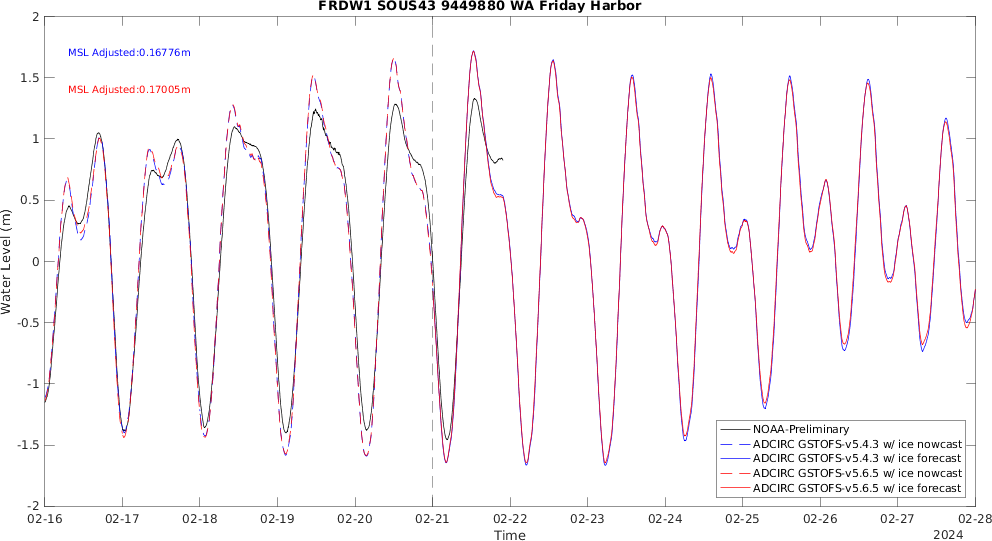 FRDW1 SOUS43 9449880 WA Friday Harbor
2
1.5
1
0.5
0
-0.5
-1
-1.5
-2
Water Level (m)
MSL Adjusted:0.16776m
MSL Adjusted:0.17005m
NOAA-Preliminary
ADCIRC GSTOFS-v5.4.3 w/ ice nowcast
ADCIRC GSTOFS-v5.4.3 w/ ice forecast
ADCIRC GSTOFS-v5.6.5 w/ ice nowcast
ADCIRC GSTOFS-v5.6.5 w/ ice forecast
02-16 02-17 02-18 02-19 02-20 02-21 02-22 02-23 02-24 02-25 02-26 02-27 02-28
Time
2024